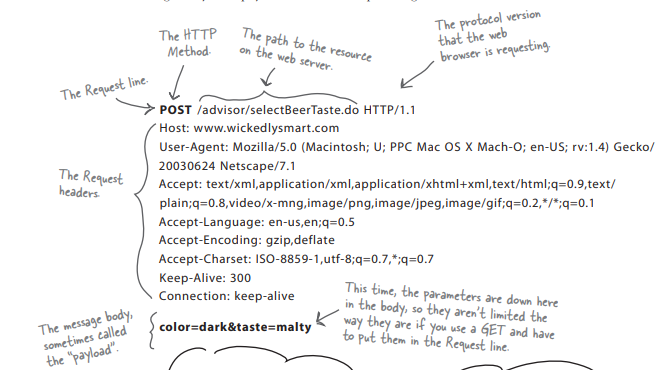 The HTTP
Method.
The path to the resource
on the web server.
The protocol version
that the web
browser is requesting.
The Request line.
POST /advisor/selectBeerTaste.do HTTP/1.1
The Request
headers.
Host: www.wickedlysmart.com
User-Agent: Mozilla/5.0 (Macintosh; U; PPC Mac OS X Mach-O; en-US; rv:1.4) Gecko/
20030624 Netscape/7.1
Accept: text/xml,application/xml,application/xhtml+xml,text/html;q=0.9,text/
plain;q=0.8,video/x-mng,image/png,image/jpeg,image/gif;q=0.2,*/*;q=0.1
Accept-Language: en-us,en;q=0.5
Accept-Encoding: gzip,deflate
Accept-Charset: ISO-8859-1,utf-8;q=0.7,*;q=0.7
Keep-Alive: 300
Connection: keep-alive
The message body,
sometimes called
the "payload".
color=dark&taste=malty
This time, the parameters are down here
in the body, so they aren't limited the
way they are if you use a GET and have
to put them in the Request line.